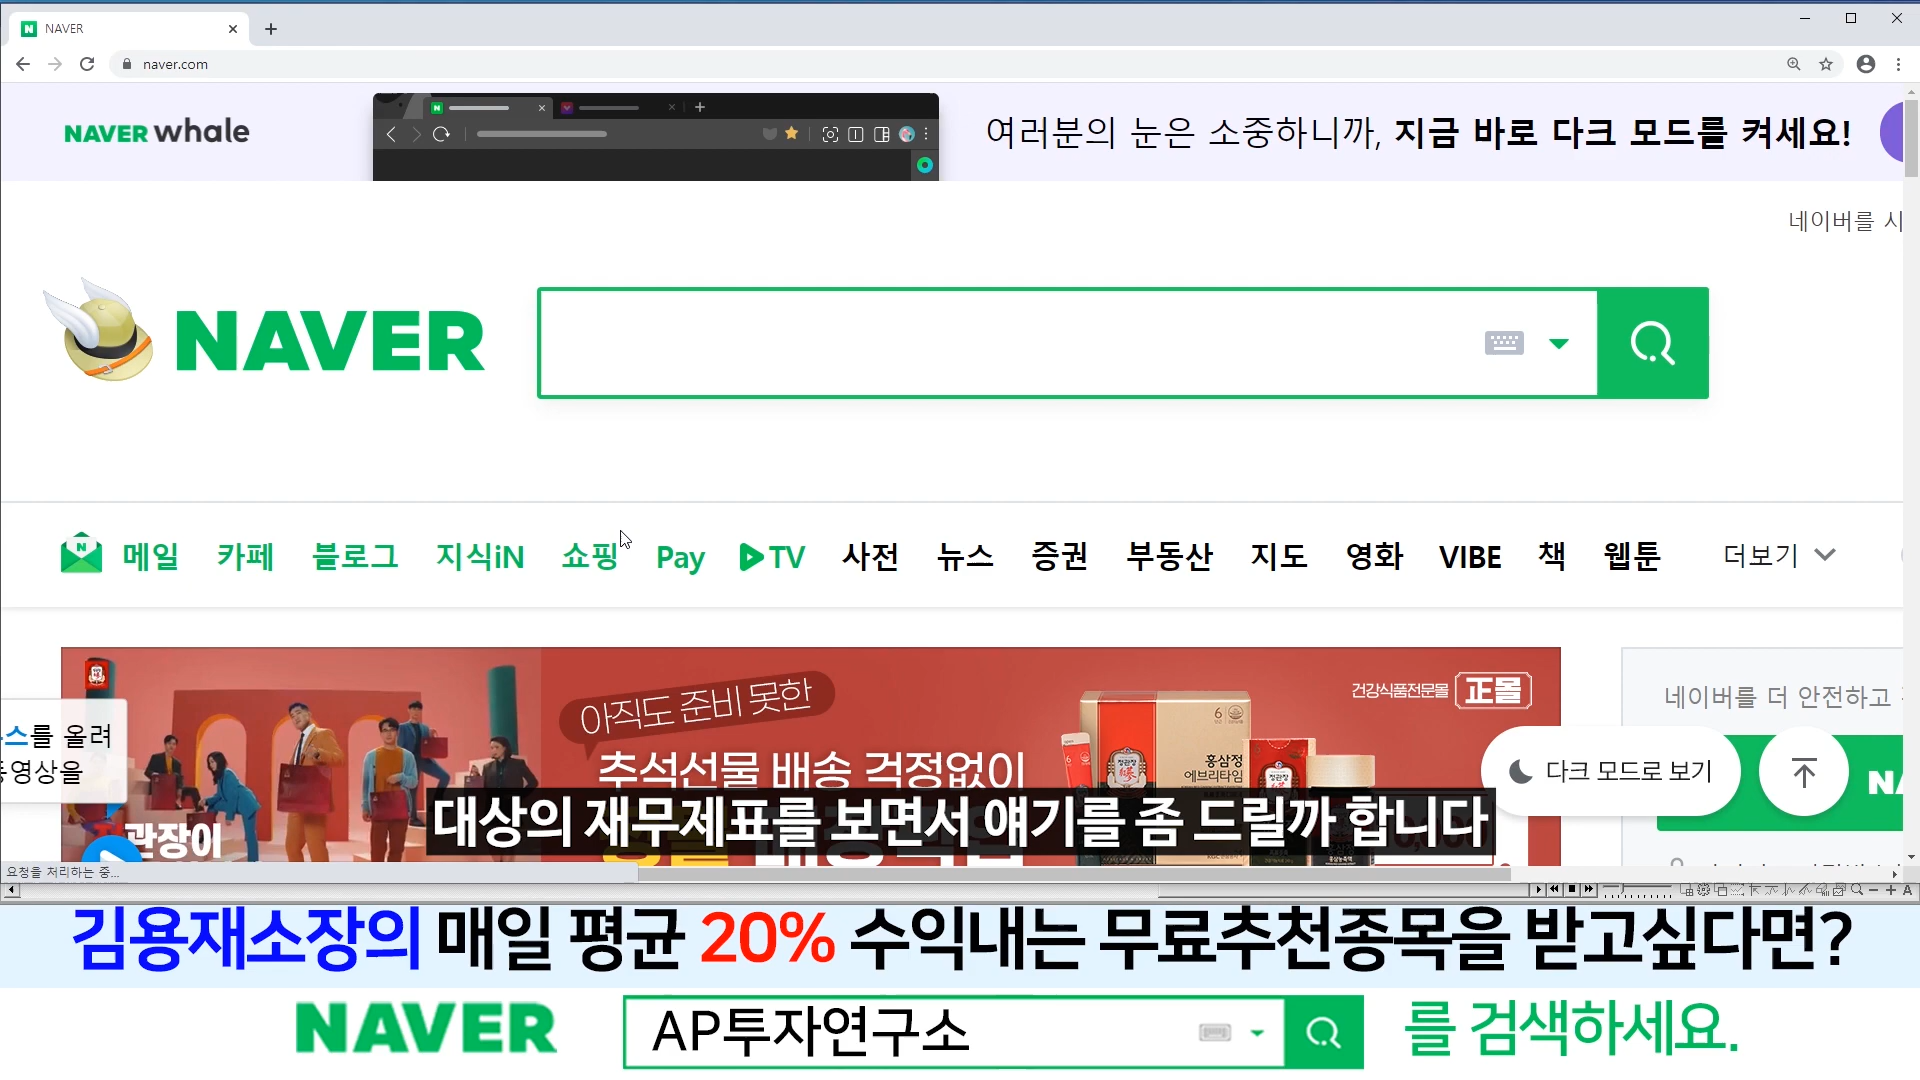 NAVER
naver.com
NAVER whale
여러분의 눈은 소중하니까, 지금 바로 다크 모드를 켜세요!
네이버를 시
NAVER
메일 카페 블로그 지식iN 쇼핑 Pay TV 사전 뉴스 증권 부동산 지도 영화 VIBE 책 웹툰 더보기
아직도 준비 못한
추석선물 배송 걱정없이
건강식품전문몰 正몰
정관장
홍삼정
에브리타임
네이버를 더 안전하고
스를 올려
영상을
관장이
다크 모드로 보기
대상의 재무제표를 보면서 얘기를 좀 드릴까 합니다
요청을 처리하는 중...
김용재소장의 매일 평균 20% 수익내는 무료추천종목을 받고싶다면?
NAVER AP투자연구소 를 검색하세요.